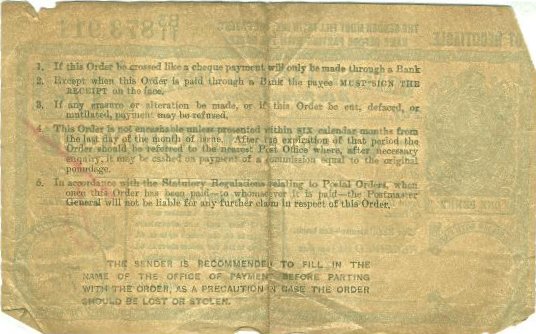 1. If this Order be crossed like a cheque payment will only be made through a Bank
2. Except when this Order is paid through a Bank the payee MUST SIGN THE
RECEIPT on the face.
3. If any erasure or alteration be made, or if this Order be cut, defaced, or
mutilated, payment may be refused.
4. This Order is not encashable unless presented within SIX calendar months from
the last day of the month of issue. After the expiration of that period the
Order should be referred to the nearest Post Office where, after necessary
enquiry, it may be cashed on payment of a commission equal to the original
poundage.
5. In accordance with the Statutory Regulations relating to Postal Orders, when
once this Order has been paid—to whomsoever it is paid—the Postmaster
General will not be liable for any further claim in respect of this Order.
THE SENDER IS RECOMMENDED TO FILL IN THE
NAME OF THE OFFICE OF PAYMENT BEFORE PARTING
WITH THE ORDER, AS A PRECAUTION IN CASE THE ORDER
SHOULD BE LOST OR STOLEN.